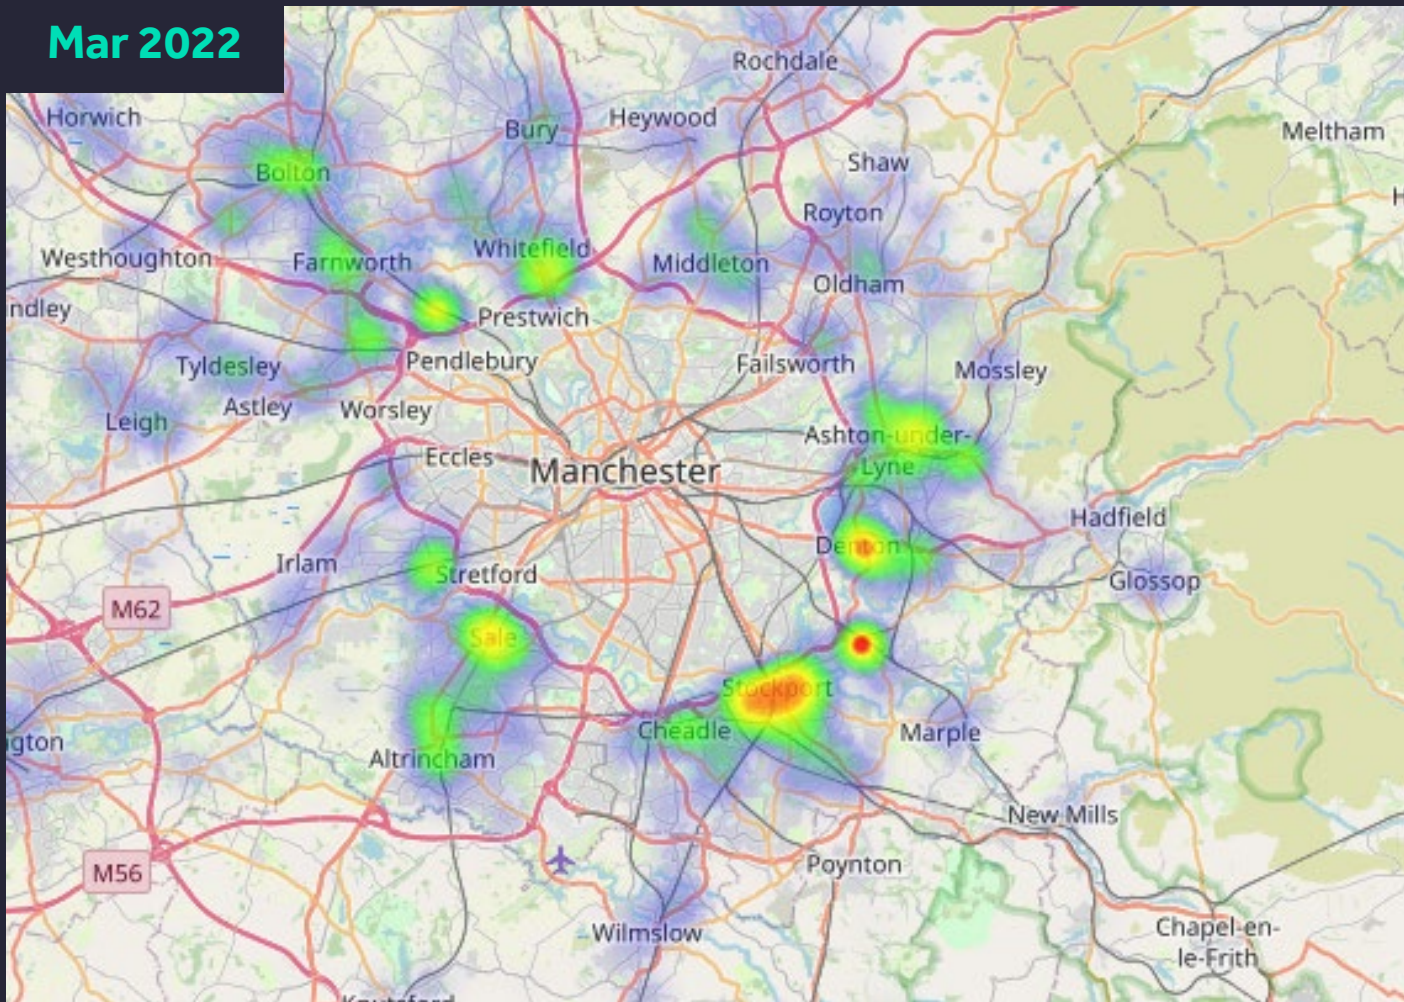 Mar 2022
Rochdale
Horwich
Bury
Heywood
Meltham
Shaw
Bolton
Royton
Westhoughton
Farnworth
Whitefield
Middleton
Oldham
ndley
Prestwich
Tyldesley
Pendlebury
Failsworth
Mossley
Astley
Worsley
Leigh
Ashton-under-
Lyne
Eccles
Manchester
Hadfield
Denton
Irlam
Stretford
Glossop
M62
Sale
Stockport
Cheadle
Marple
gton
Altrincham
New Mills
M56
Poynton
Wilmslow
Chapel-en-
le-Frith